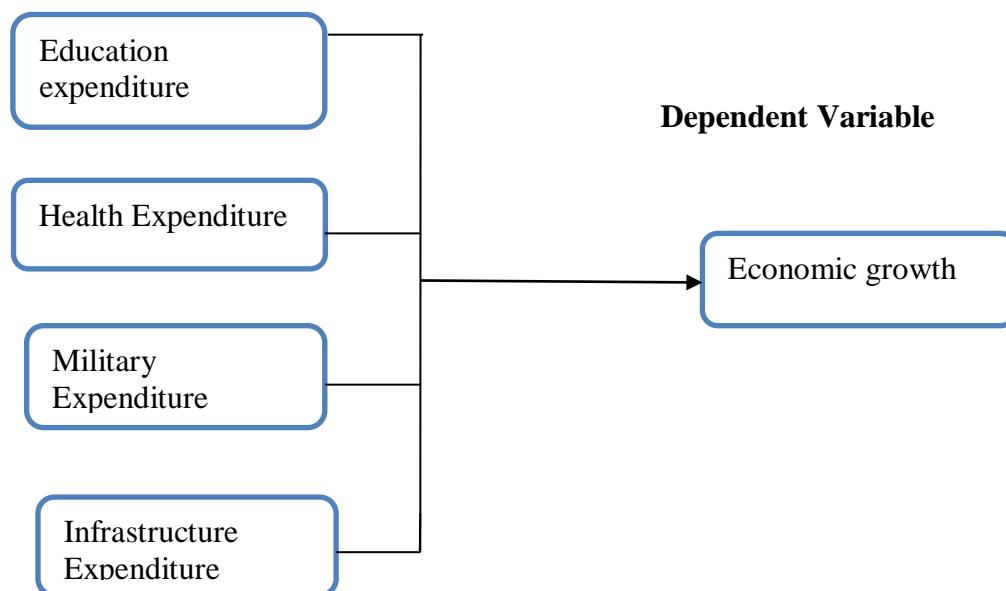 Education
expenditure
Dependent Variable
Health Expenditure
Economic growth
Military
Expenditure
Infrastructure
Expenditure